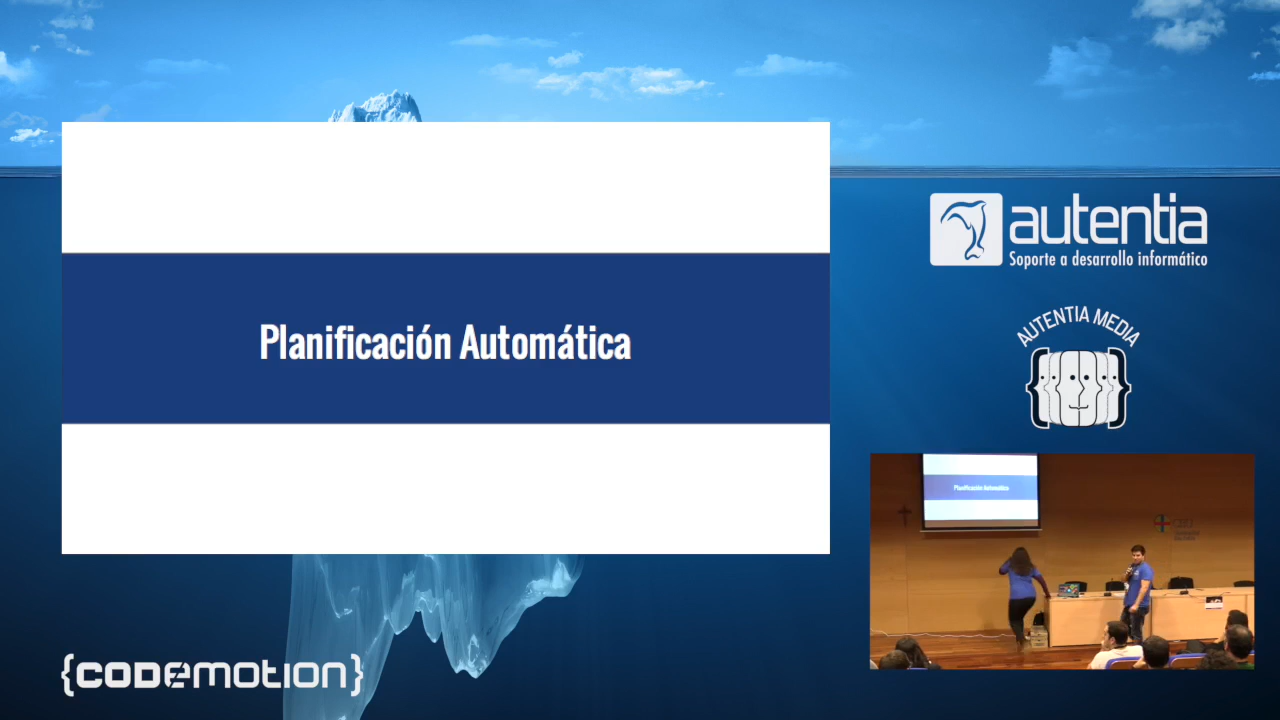 Planificación Automática
autentia
Soporte a desarrollo informático
AUTENTIA MEDIA
Planificación Automática
{CODEMOTION}